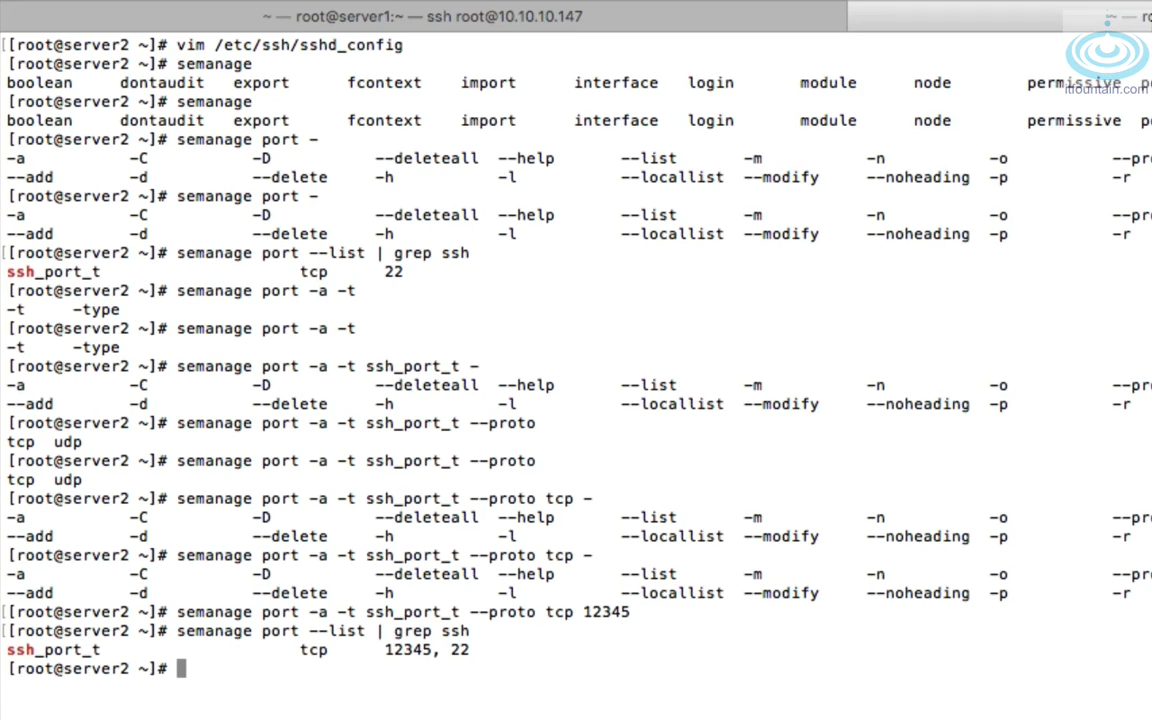 ~ — root@server1:~ — ssh root@10.10.10.147
~ — ro
itfountain.com
[[root@server2 ~]# vim /etc/ssh/sshd_config
[[root@server2 ~]# semanage
boolean dontaudit export fcontext import interface login module node permissive p
[root@server2 ~]# semanage
boolean dontaudit export fcontext import interface login module node permissive p
[root@server2 ~]# semanage port -
-a -C -D --deleteall --help --list -m -n -o --pr
--add -d --delete -h -l --locallist --modify --noheading -p -r
[root@server2 ~]# semanage port -
-a -C -D --deleteall --help --list -m -n -o --pr
--add -d --delete -h -l --locallist --modify --noheading -p -r
[[root@server2 ~]# semanage port --list | grep ssh
ssh_port_t tcp 22
[root@server2 ~]# semanage port -a -t
-t -type
[root@server2 ~]# semanage port -a -t
-t -type
[root@server2 ~]# semanage port -a -t ssh_port_t -
-a -C -D --deleteall --help --list -m -n -o --pr
--add -d --delete -h -l --locallist --modify --noheading -p -r
[root@server2 ~]# semanage port -a -t ssh_port_t --proto
tcp udp
[root@server2 ~]# semanage port -a -t ssh_port_t --proto
tcp udp
[root@server2 ~]# semanage port -a -t ssh_port_t --proto tcp -
-a -C -D --deleteall --help --list -m -n -o --pr
--add -d --delete -h -l --locallist --modify --noheading -p -r
[root@server2 ~]# semanage port -a -t ssh_port_t --proto tcp -
-a -C -D --deleteall --help --list -m -n -o --pr
--add -d --delete -h -l --locallist --modify --noheading -p -r
[[root@server2 ~]# semanage port -a -t ssh_port_t --proto tcp 12345
[[root@server2 ~]# semanage port --list | grep ssh
ssh_port_t tcp 12345, 22
[root@server2 ~]#